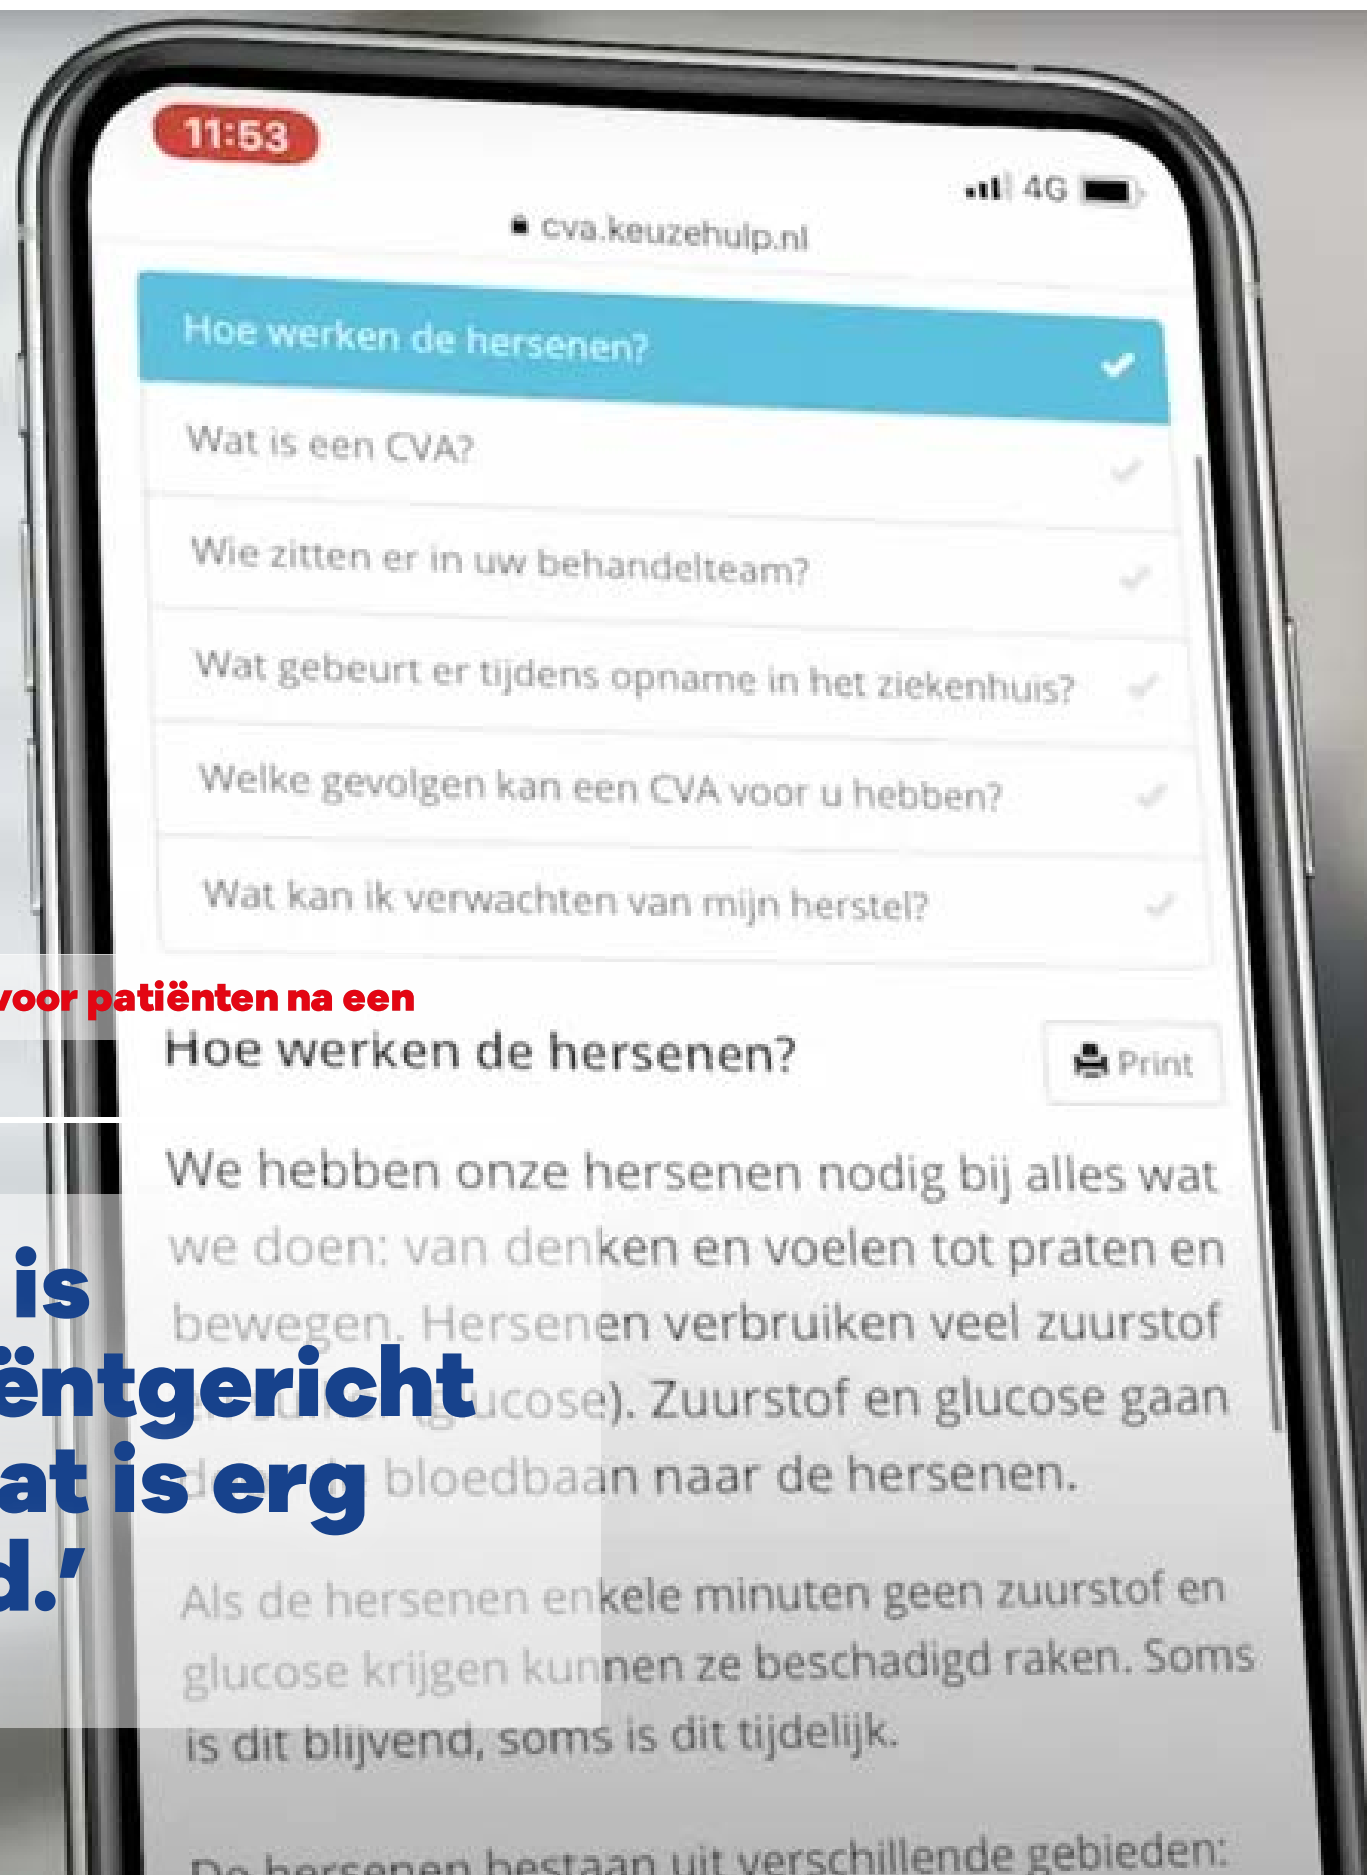 11:53
4G
cva.keuzehulp.nl
Hoe werken de hersenen?
Wat is een CVA?
Wie zitten er in uw behandelteam?
Wat gebeurt er tijdens opname in het ziekenhuis?
Welke gevolgen kan een CVA voor u hebben?
Wat kan ik verwachten van mijn herstel?
voor patiënten na een
Hoe werken de hersenen?
Print
We hebben onze hersenen nodig bij alles wat
we doen: van denken en voelen tot praten en
bewegen. Hersenen verbruiken veel zuurstof
(glucose). Zuurstof en glucose gaan
bloedbaan naar de hersenen.
Als de hersenen enkele minuten geen zuurstof en
glucose krijgen kunnen ze beschadigd raken. Soms
is dit blijvend, soms is dit tijdelijk.
De hersenen bestaan uit verschillende gebieden:
is
ëntgericht
at is erg
d.’